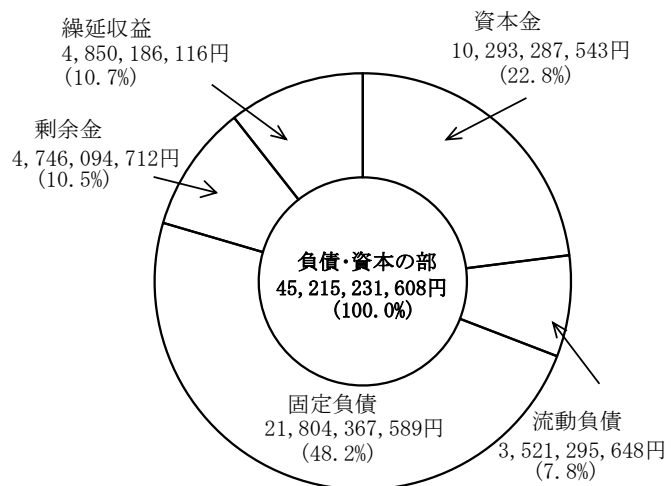 繰延収益
4,850,186,116円
(10.7%)
資本金
10,293,287,543円
(22.8%)
剰余金
4,746,094,712円
(10.5%)
負債・資本の部
45,215,231,608円
(100.0%)
固定負債
21,804,367,589円
(48.2%)
流動負債
3,521,295,648円
(7.8%)